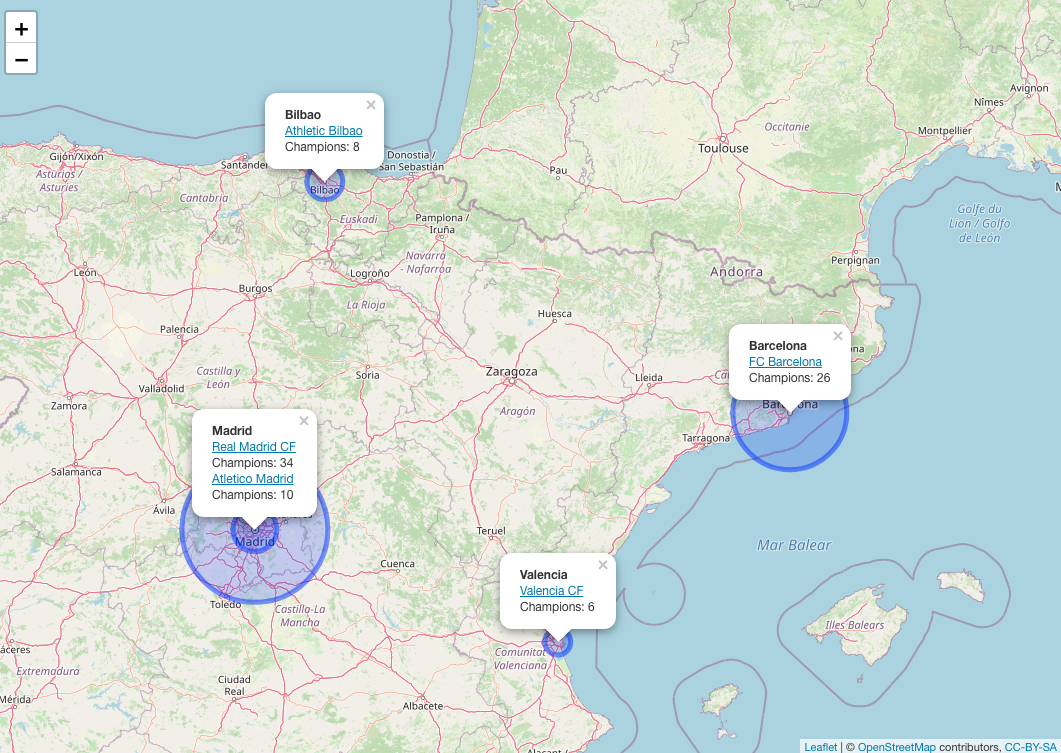 +
−
Bilbao
Athletic Bilbao
Champions: 8
Bilbao
Gijón/Xixón
Asturias /
Asturies
Santander
Cantabria
Donostia /
San Sebastián
Euskadi
Pamplona /
Iruña
Navarra
- Nafarroa
León
Burgos
Logroño
La Rioja
Palencia
Castilla y
León
Valladolid
Zamora
Soria
Salamanca
Ávila
Pau
Toulouse
Occitanie
Nîmes
Avignon
Montpellier
Golfe du
Lion / Golfo
de León
Perpignan
Andorra
Huesca
Zaragoza
Aragón
Lleida
Tarragona
Barcelona
FC Barcelona
Champions: 26
Madrid
Real Madrid CF
Champions: 34
Atletico Madrid
Champions: 10
Madrid
Toledo
Castilla-La
Mancha
Cuenca
Teruel
Valencia
Valencia CF
Champions: 6
Comunitat
Valenciana
Mar Balear
Illes Balears
Extremadura
Mérida
Ciudad
Real
Albacete
Leaflet | © OpenStreetMap contributors, CC-BY-SA